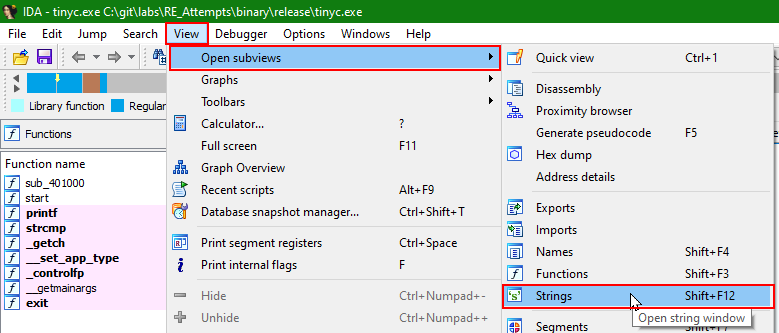 IDA - tinyc.exe C:\git\labs\RE_Attempts\binary\release\tinyc.exe
File Edit Jump Search View Debugger Options Windows Help
Open subviews
Graphs
Toolbars
Calculator... ?
Full screen F11
Graph Overview
Recent scripts Alt+F9
Database snapshot manager... Ctrl+Shift+T
Print segment registers Ctrl+Space
Print internal flags F
Hide Ctrl+Numpad+-
Unhide Ctrl+Numpad++
Quick view Ctrl+1
Disassembly
Proximity browser
Generate pseudocode F5
Hex dump
Address details
Exports
Imports
Names Shift+F4
Functions Shift+F3
Strings Shift+F12
Open string window
Segments
Library function Regular
Functions
Function name
sub_401000
start
printf
strcmp
_getch
__set_app_type
_controlfp
__getmainargs
exit